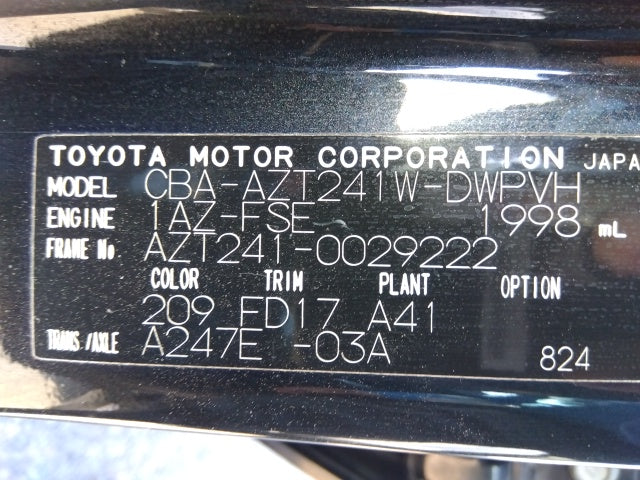 TOYOTA MOTOR CORPORATION JAPA
MODEL CBA-AZT241W-DWPVH
ENGINE 1AZ-FSE 1998 mL
FRAME No AZT241-0029222
COLOR TRIM PLANT OPTION
209 FD17 A41
TRANS/AXLE A247E -03A 824